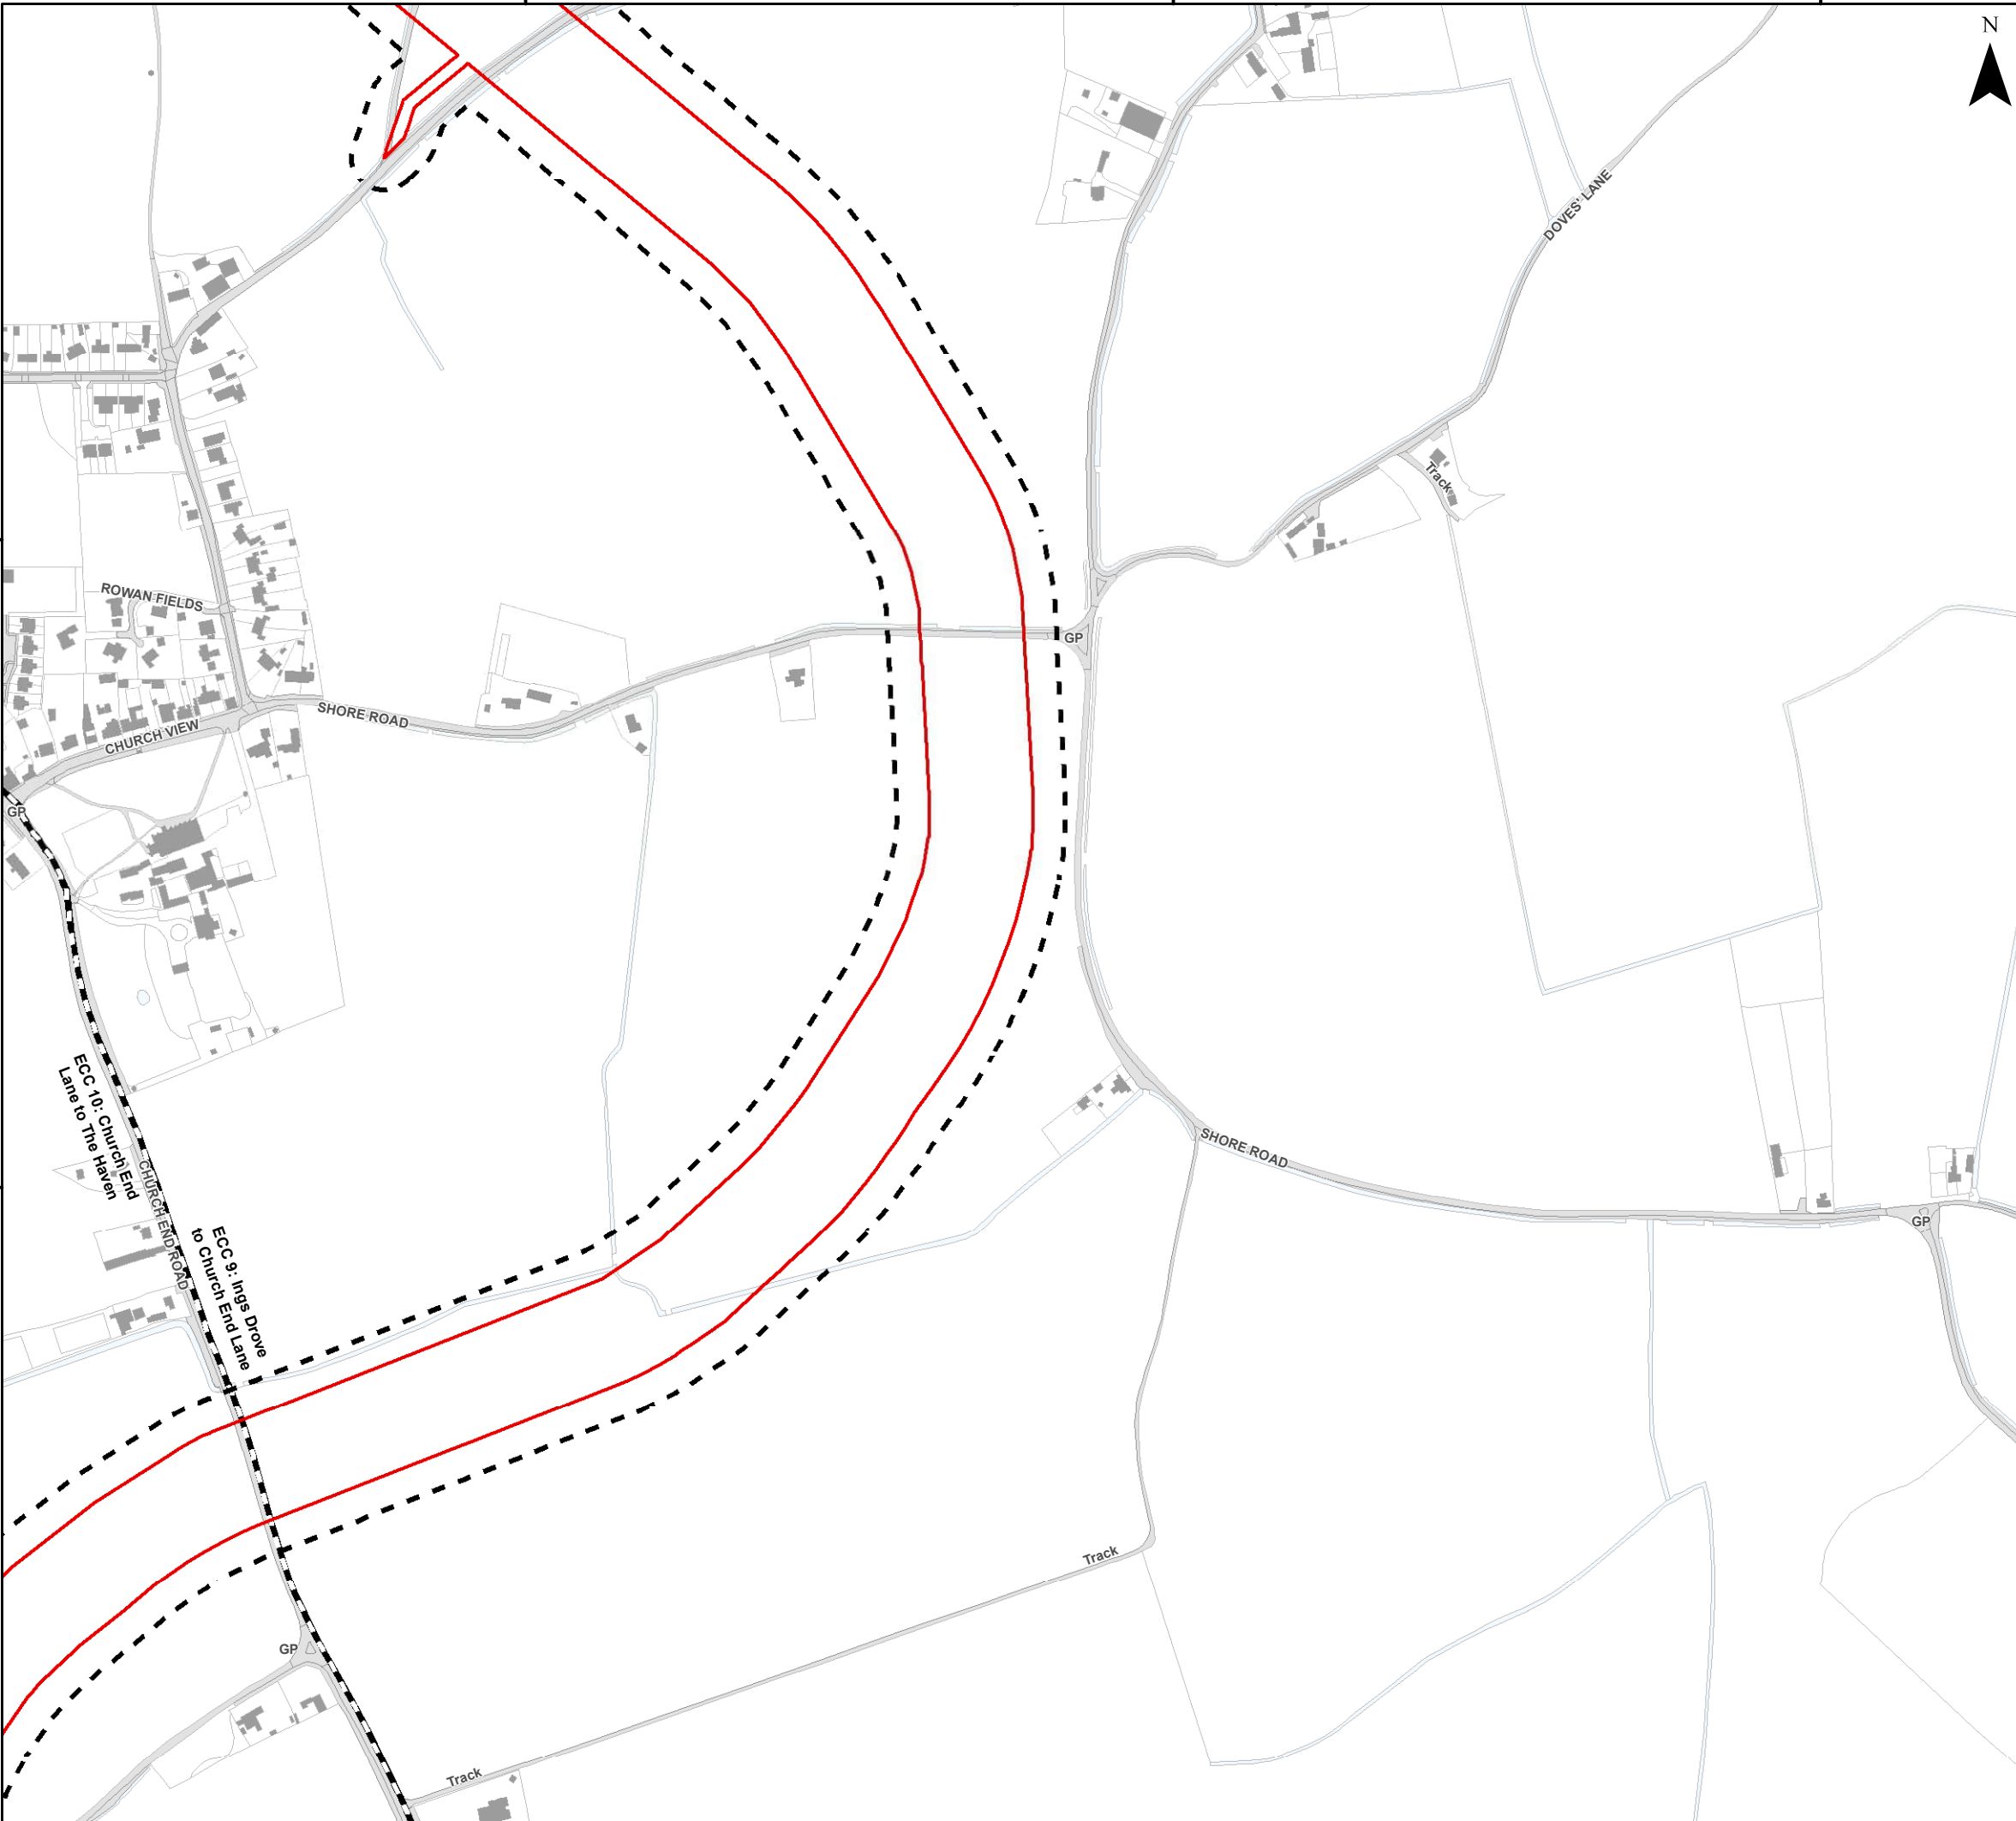 N
DOVES' LANE
Track
ROWAN FIELDS
GP
SHORE ROAD
CHURCH VIEW
GP
ECC 10: Church End
Lane to The Haven
CHURCH END ROAD
SHORE ROAD
GP
ECC 9: Ings Drove
to Church End Lane
Track
GP
Track